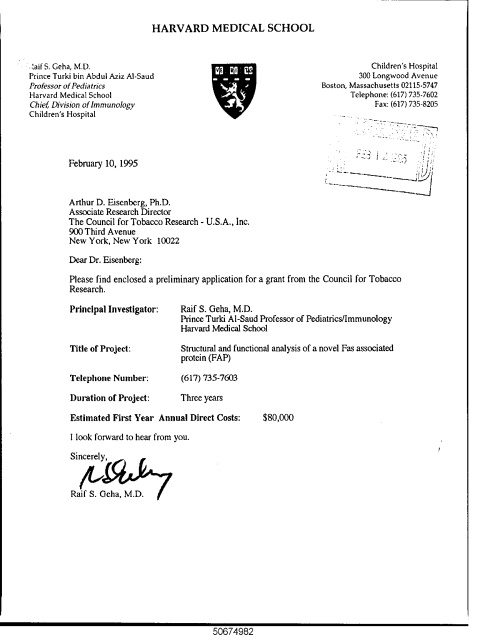 HARVARD MEDICAL SCHOOL
Raif S. Geha, M.D.
Prince Turki bin Abdul Aziz Al-Saud
Professor of Pediatrics
Harvard Medical School
Chief, Division of Immunology
Children's Hospital
Children's Hospital
300 Longwood Avenue
Boston, Massachusetts 02115-5747
Telephone: (617) 735-7602
Fax: (617) 735-8205
February 10, 1995
Arthur D. Eisenberg, Ph.D.
Associate Research Director
The Council for Tobacco Research - U.S.A., Inc.
900 Third Avenue
New York, New York 10022
Dear Dr. Eisenberg:
Please find enclosed a preliminary application for a grant from the Council for Tobacco
Research.
Principal Investigator: Raif S. Geha, M.D.
Prince Turki Al-Saud Professor of Pediatrics/Immunology
Harvard Medical School
Title of Project: Structural and functional analysis of a novel Fas associated
protein (FAP)
Telephone Number: (617) 735-7603
Duration of Project: Three years
Estimated First Year Annual Direct Costs: $80,000
I look forward to hear from you.
Sincerely,
Raif S. Geha, M.D.
50674982